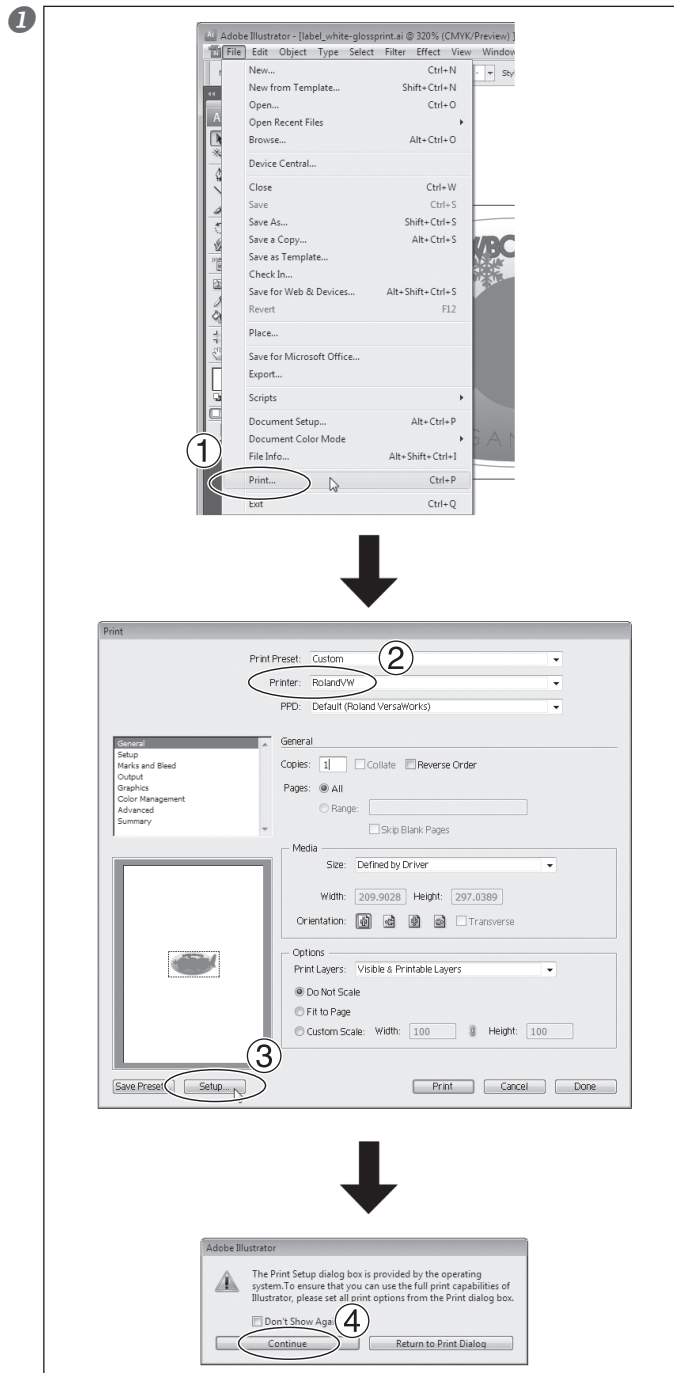 1
Adobe Illustrator - [label_white-glossprint.ai @ 320% (CMYK/Preview) ]
File Edit Object Type Select Filter Effect View Window
New... Ctrl+N
New from Template... Shift+Ctrl+N
Open... Ctrl+O
Open Recent Files
Browse... Alt+Ctrl+O
Device Central...
Close Ctrl+W
Save Ctrl+S
Save As... Shift+Ctrl+S
Save a Copy... Alt+Ctrl+S
Save as Template...
Check In...
Save for Web & Devices... Alt+Shift+Ctrl+S
Revert F12
Place...
Save for Microsoft Office...
Export...
Scripts
Document Setup... Alt+Ctrl+P
Document Color Mode
1
File Info... Alt+Shift+Ctrl+I
Print... Ctrl+P
Exit Ctrl+Q
Print
Print Preset: Custom 2
Printer: RolandVW
PPD: Default (Roland VersaWorks)
General
Setup
Marks and Bleed
Output
Graphics
Color Management
Advanced
Summary
General
Copies: 1 Collate Reverse Order
Pages: All
Range:
Skip Blank Pages
Media
Size: Defined by Driver
Width: 209.9028 Height: 297.0389
Orientation: Transverse
Options
Print Layers: Visible & Printable Layers
Do Not Scale
Fit to Page
Custom Scale: Width: 100 Height: 100
3
Save Preset... Setup... Print Cancel Done
Adobe Illustrator
The Print Setup dialog box is provided by the operating
system.To ensure that you can use the full print capabilities of
Illustrator, please set all print options from the Print dialog box.
Don't Show Agai 4
Continue Return to Print Dialog